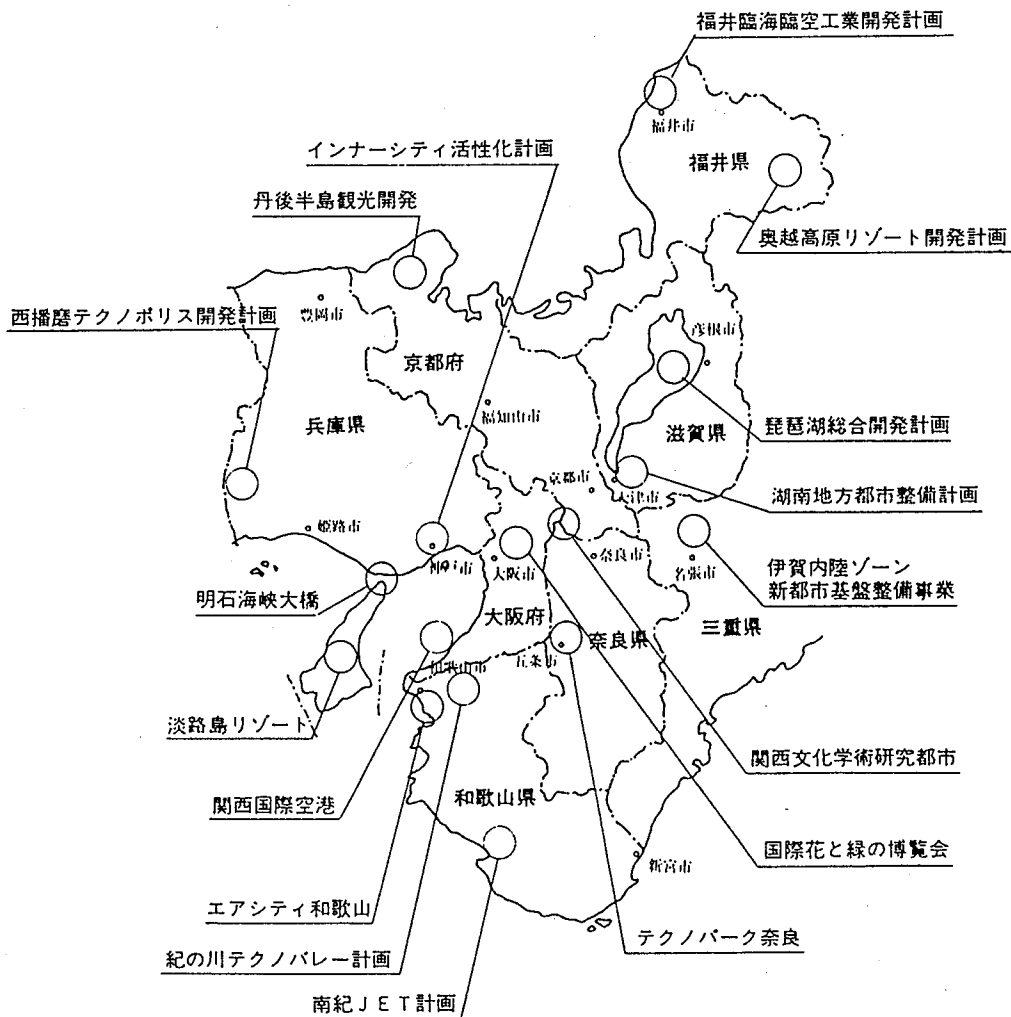 福井臨海臨空工業開発計画
福井市
福井県
インナーシティ活性化計画
丹後半島観光開発
奥越高原リゾート開発計画
西播磨テクノポリス開発計画
豊岡市
彦根市
京都府
福知山市
兵庫県
滋賀県
琵琶湖総合開発計画
京都市
大津市
湖南地方都市整備計画
姫路市
神戸市
大阪市
奈良市
名張市
伊賀内陸ゾーン
新都市基盤整備事業
明石海峡大橋
大阪府
奈良県
三重県
和歌山市
五条市
淡路島リゾート
関西文化学術研究都市
関西国際空港
和歌山県
国際花と緑の博覧会
新宮市
エアシティ和歌山
テクノパーク奈良
紀の川テクノバレー計画
南紀JET計画